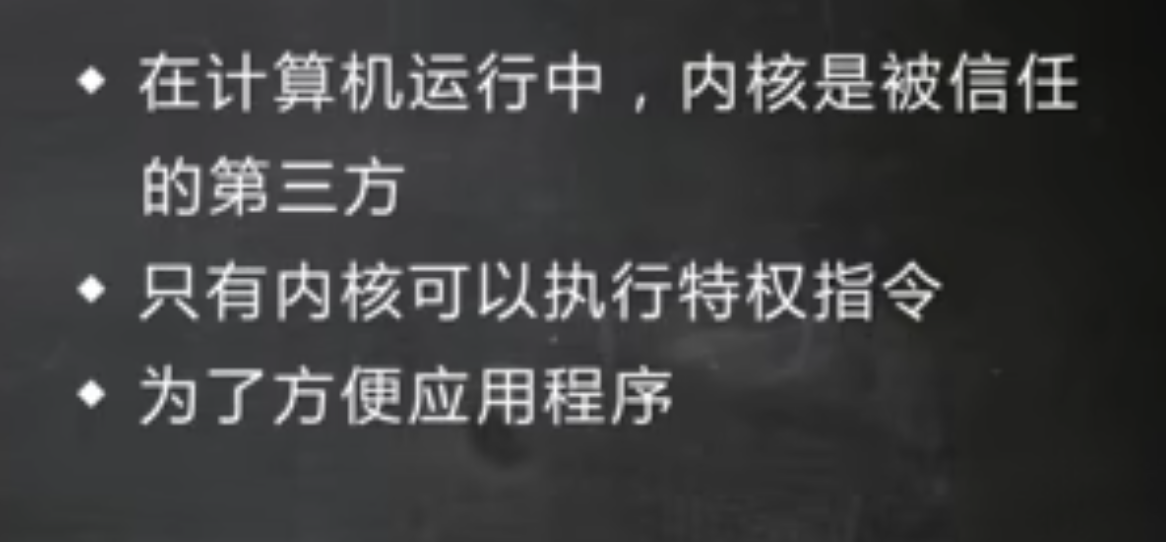 ◆ 在计算机运行中，内核是被信任
的第三方
◆ 只有内核可以执行特权指令
◆ 为了方便应用程序